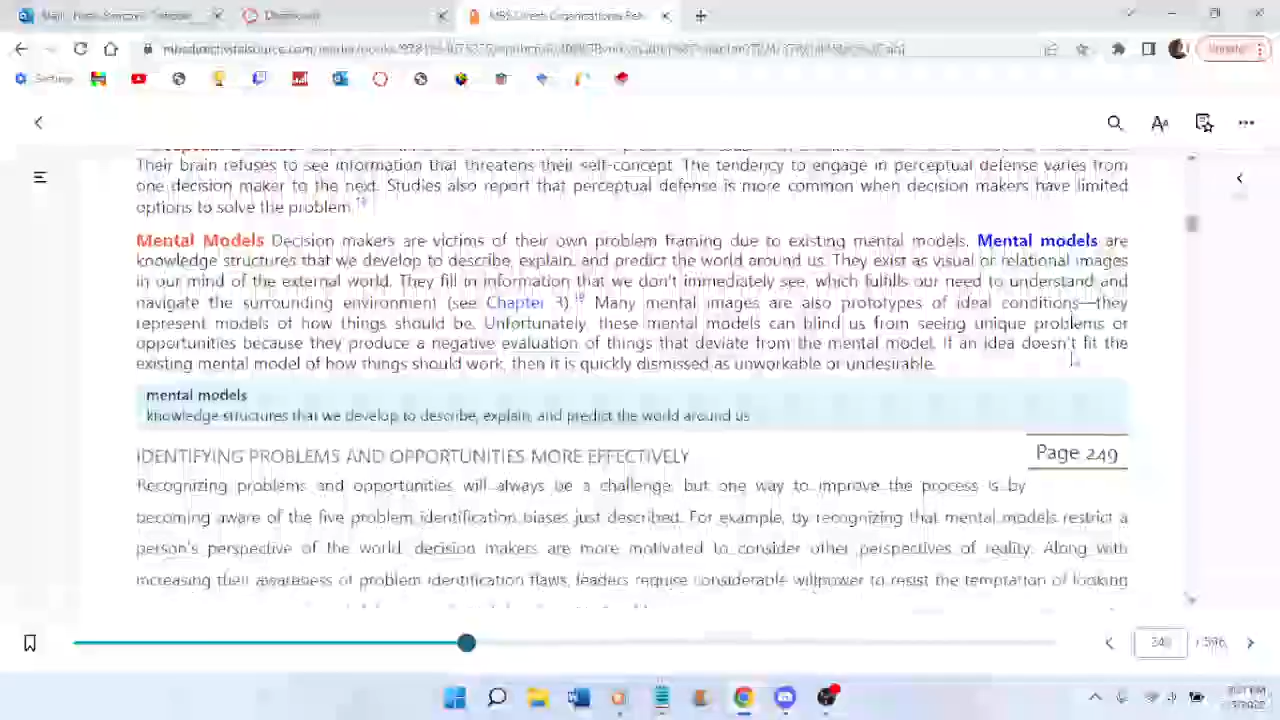 Dashboard
MBS Direct: Organizations Beh
Settings
Their brain refuses to see information that threatens their self-concept. The tendency to engage in perceptual defense varies from
one decision maker to the next. Studies also report that perceptual defense is more common when decision makers have limited
options to solve the problem.
Mental Models Decision makers are victims of their own problem framing due to existing mental models. Mental models are
knowledge structures that we develop to describe, explain, and predict the world around us. They exist as visual or relational images
in our mind of the external world. They fill in information that we don't immediately see, which fulfills our need to understand and
navigate the surrounding environment (see Chapter 3). Many mental images are also prototypes of ideal conditions—they
represent models of how things should be. Unfortunately, these mental models can blind us from seeing unique problems or
opportunities because they produce a negative evaluation of things that deviate from the mental model. If an idea doesn't fit the
existing mental model of how things should work, then it is quickly dismissed as unworkable or undesirable.
mental models
knowledge structures that we develop to describe, explain, and predict the world around us
IDENTIFYING PROBLEMS AND OPPORTUNITIES MORE EFFECTIVELY
Page 249
Recognizing problems and opportunities will always be a challenge, but one way to improve the process is by
becoming aware of the five problem identification biases just described. For example, by recognizing that mental models restrict a
person's perspective of the world, decision makers are more motivated to consider other perspectives of reality. Along with
increasing their awareness of problem identification flaws, leaders require considerable willpower to resist the temptation of looking